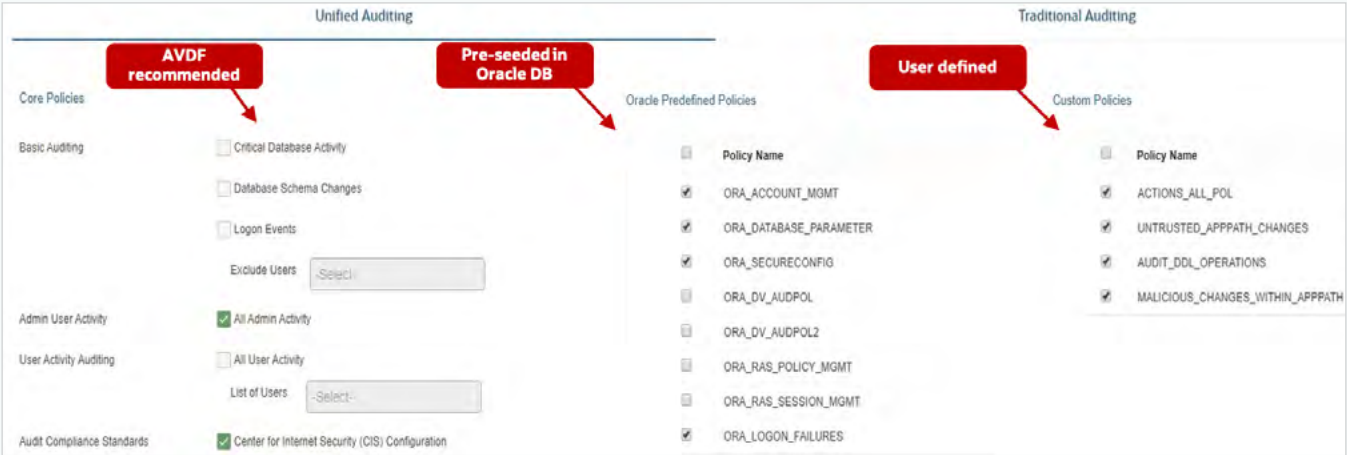 Unified Auditing
Traditional Auditing
AVDF
recommended
Pre-seeded in
Oracle DB
User defined
Core Policies
Basic Auditing
Critical Database Activity
Database Schema Changes
Logon Events
Exclude Users
-Select-
Admin User Activity
All Admin Activity
User Activity Auditing
All User Activity
List of Users
-Select-
Audit Compliance Standards
Center for Internet Security (CIS) Configuration
Oracle Predefined Policies
Policy Name
ORA_ACCOUNT_MGMT
ORA_DATABASE_PARAMETER
ORA_SECURECONFIG
ORA_DV_AUDPOL
ORA_DV_AUDPOL2
ORA_RAS_POLICY_MGMT
ORA_RAS_SESSION_MGMT
ORA_LOGON_FAILURES
Custom Policies
Policy Name
ACTIONS_ALL_POL
UNTRUSTED_APPPATH_CHANGES
AUDIT_DDL_OPERATIONS
MALICIOUS_CHANGES_WITHIN_APPPATH